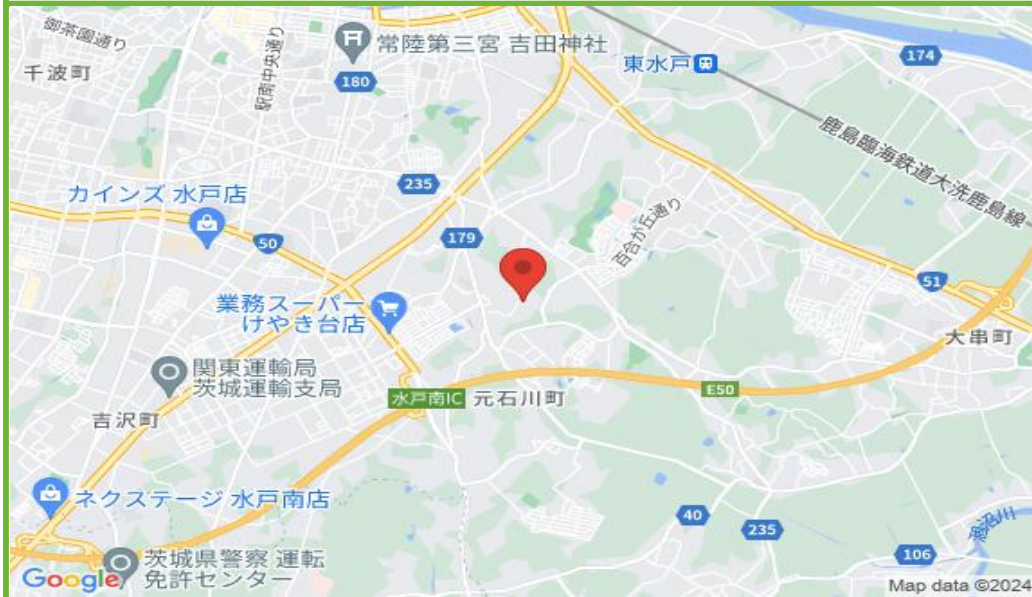 御茶園通り
千波町
駅南中央通り
常陸第三宮 吉田神社
180
東水戸
174
鹿島臨海鉄道大洗鹿島線
235
カインズ 水戸店
50
179
百合が丘通り
51
業務スーパー
けやき台店
大串町
関東運輸局
茨城運輸支局
水戸南IC
元石川町
E50
吉沢町
ネクステージ 水戸南店
40
235
涸沼川
106
茨城県警察 運転
免許センター
Google
Map data ©2024